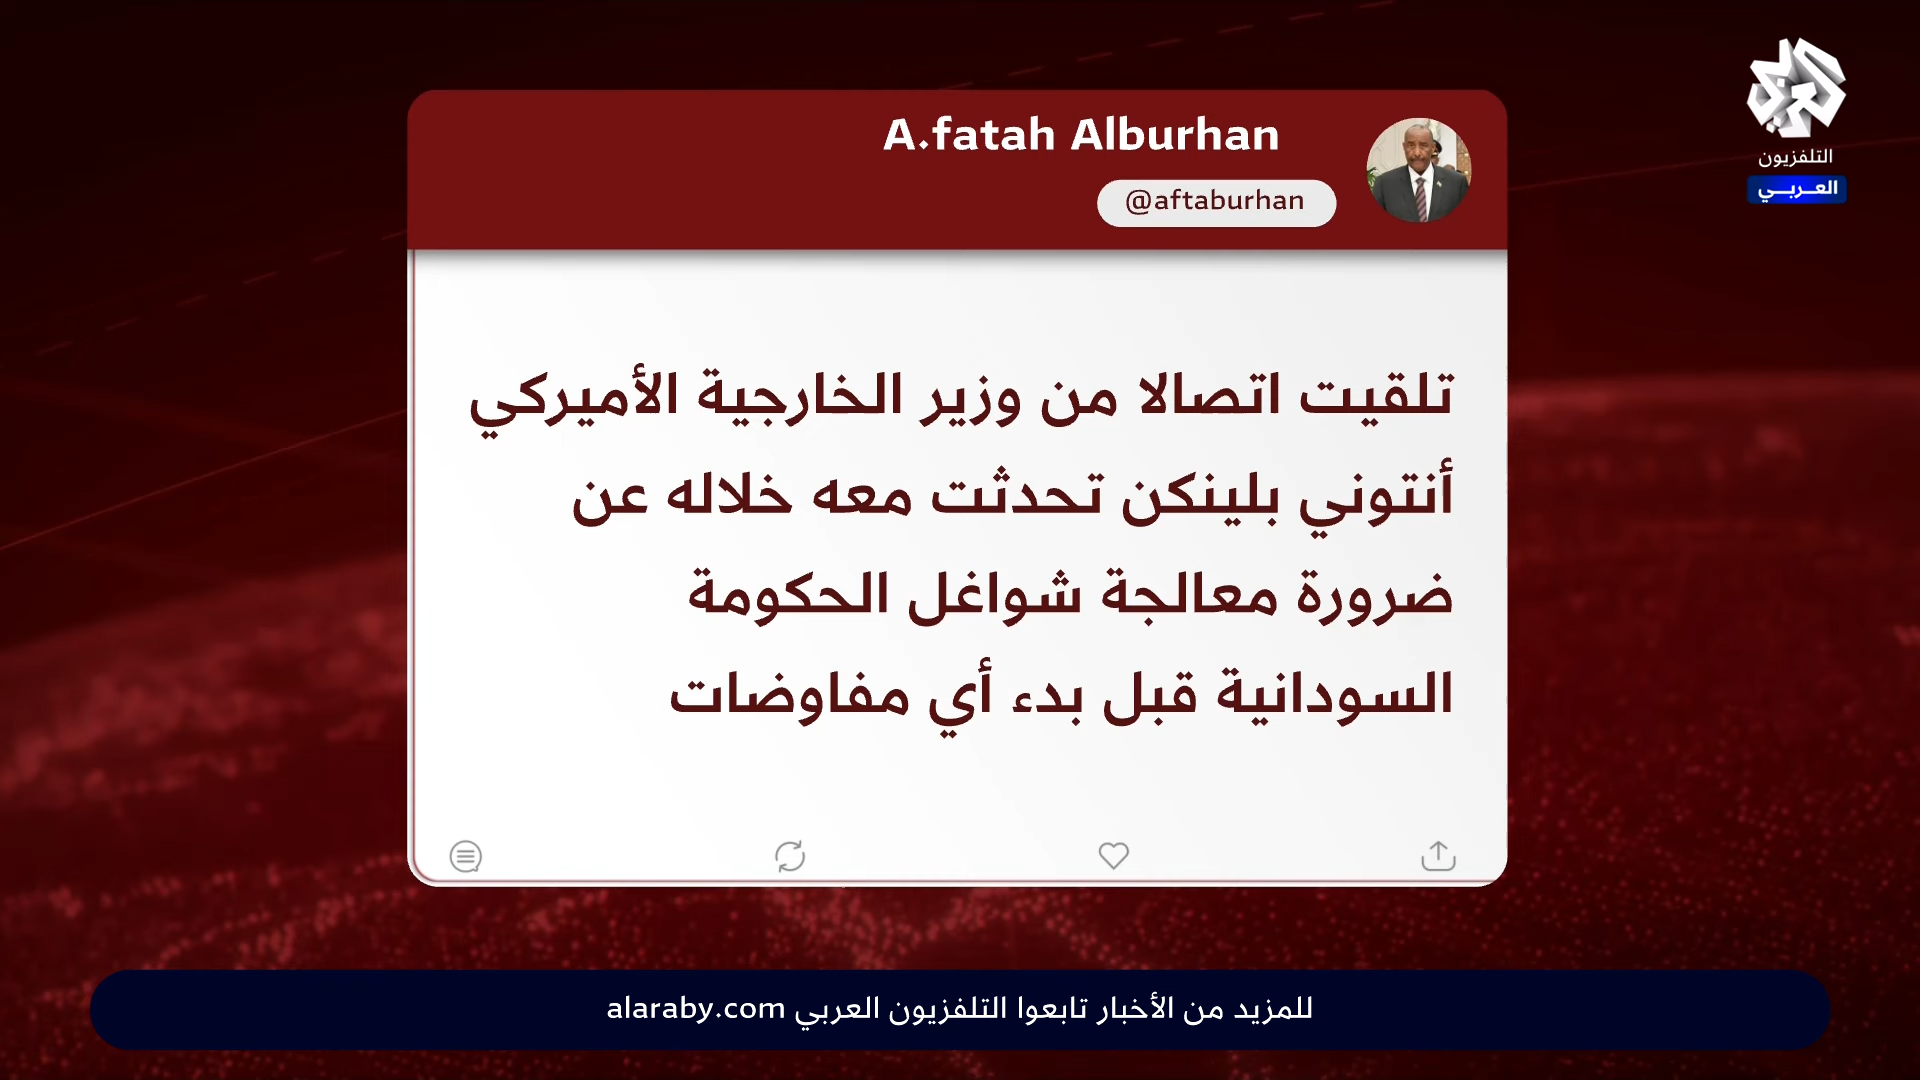 A.fatah Alburhan
@aftaburhan
التلفزيون
العربي
تلقيت اتصالا من وزير الخارجية الأميركي
أنتوني بلينكن تحدثت معه خلاله عن
ضرورة معالجة شواغل الحكومة
السودانية قبل بدء أي مفاوضات
للمزيد من الأخبار تابعوا التلفزيون العربي alaraby.com